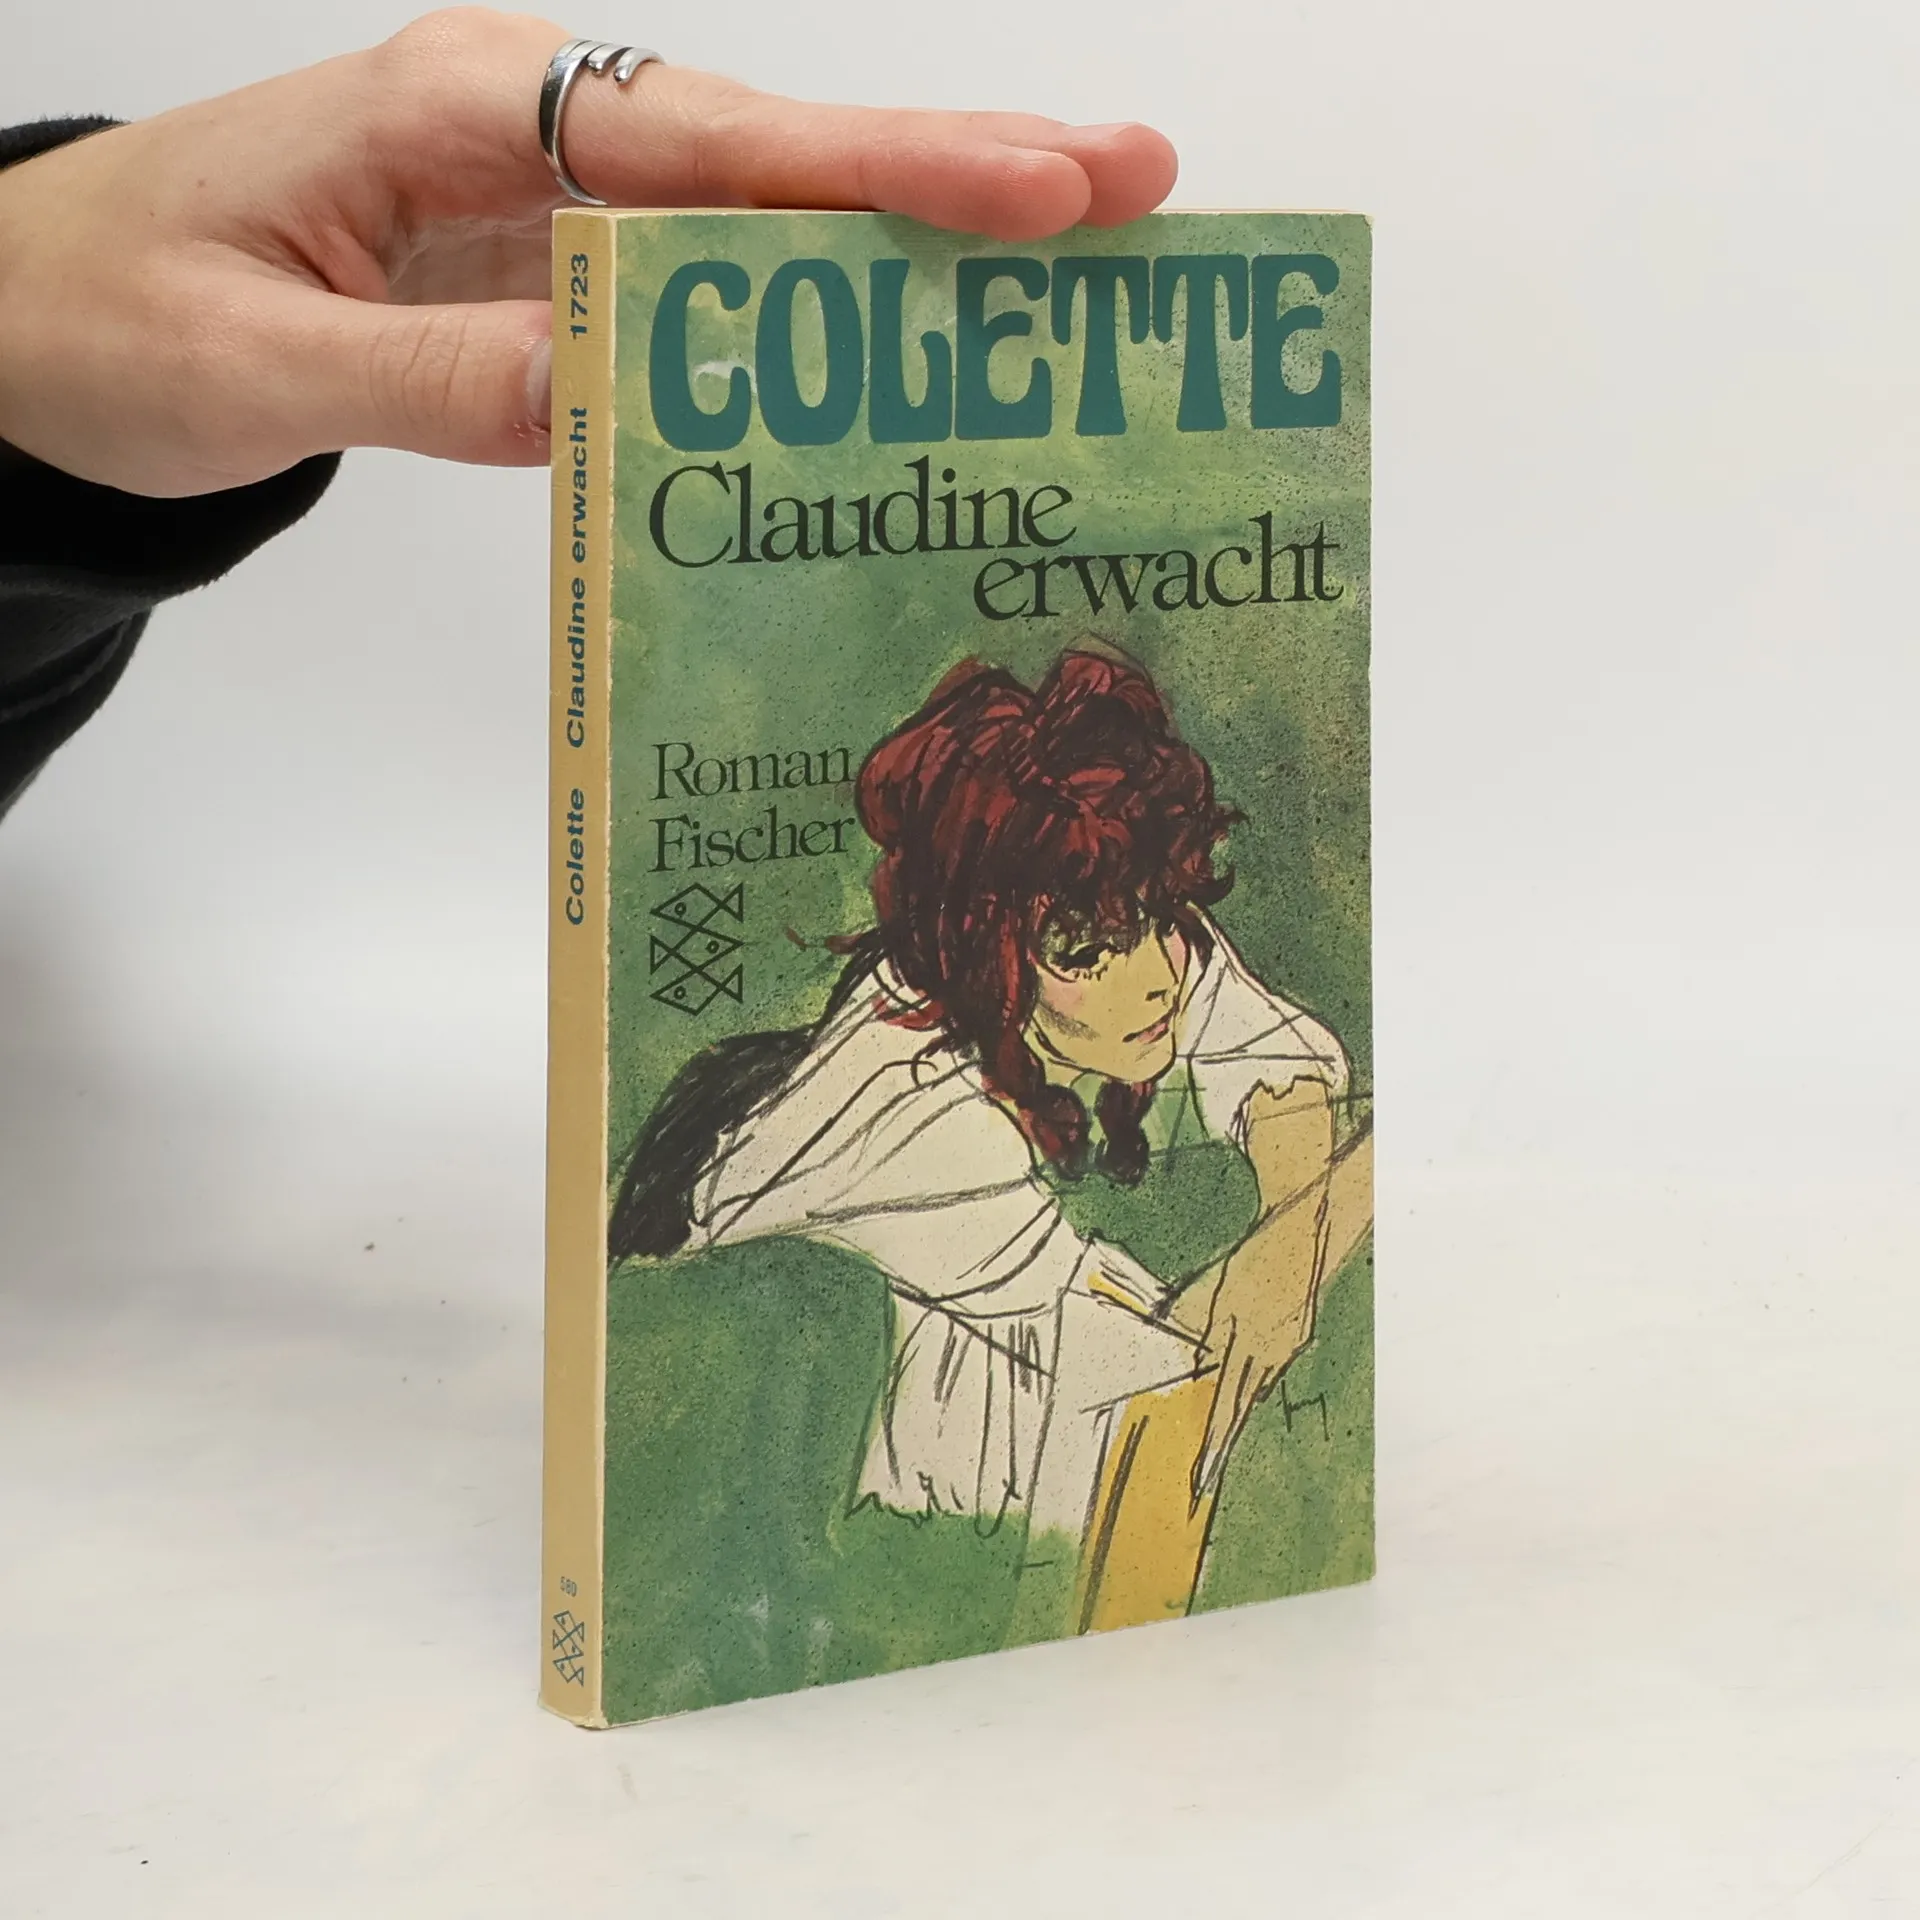 COLETTE
Claudine
erwacht
Roman
Fischer
Colette Claudine erwacht 1723
580